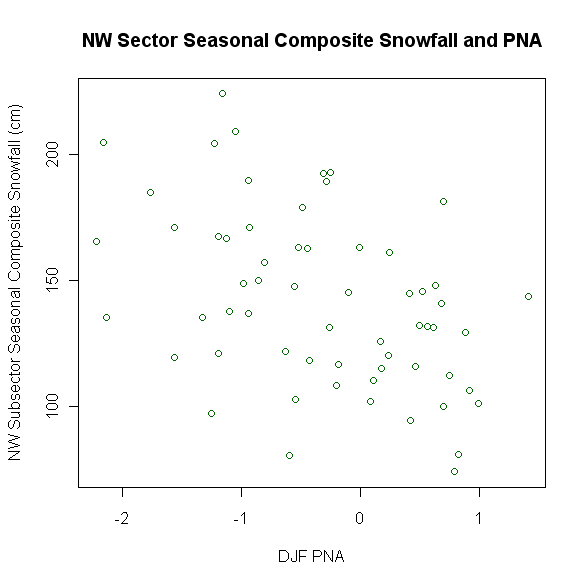 NW Sector Seasonal Composite Snowfall and PNA
NW Subsector Seasonal Composite Snowfall (cm)
200
150
100
-2
-1
0
1
DJF PNA